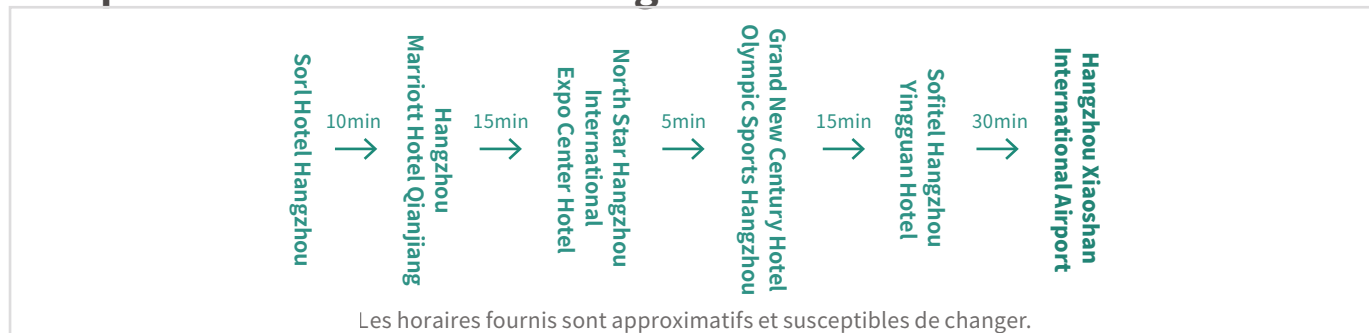 Sorl Hotel Hangzhou
10min
Hangzhou
Marriott Hotel Qianjiang
15min
North Star Hangzhou
International
Expo Center Hotel
5min
Grand New Century Hotel
Olympic Sports Hangzhou
15min
Sofitel Hangzhou
Yingguan Hotel
30min
Hangzhou Xiaoshan
International Airport
Les horaires fournis sont approximatifs et susceptibles de changer.